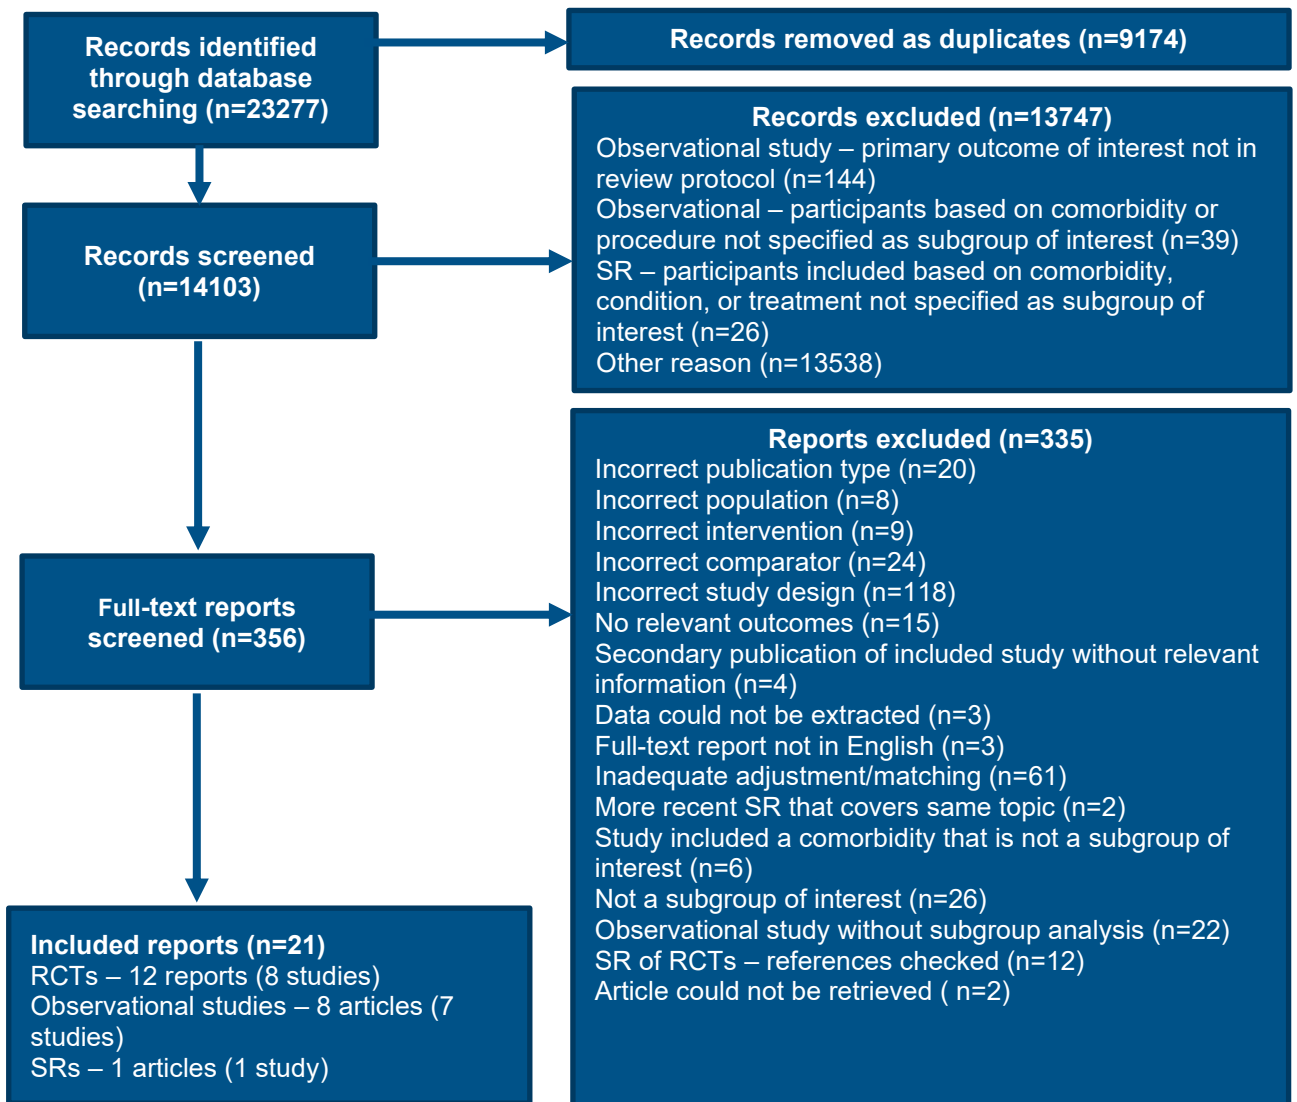 Records identified
through database
searching (n=23277)
Records removed as duplicates (n=9174)
Records screened
(n=14103)
Records excluded (n=13747)
Observational study – primary outcome of interest not in
review protocol (n=144)
Observational – participants based on comorbidity or
procedure not specified as subgroup of interest (n=39)
SR – participants included based on comorbidity,
condition, or treatment not specified as subgroup of
interest (n=26)
Other reason (n=13538)
Full-text reports
screened (n=356)
Reports excluded (n=335)
Incorrect publication type (n=20)
Incorrect population (n=8)
Incorrect intervention (n=9)
Incorrect comparator (n=24)
Incorrect study design (n=118)
No relevant outcomes (n=15)
Secondary publication of included study without relevant
information (n=4)
Data could not be extracted (n=3)
Full-text report not in English (n=3)
Inadequate adjustment/matching (n=61)
More recent SR that covers same topic (n=2)
Study included a comorbidity that is not a subgroup of
interest (n=6)
Not a subgroup of interest (n=26)
Observational study without subgroup analysis (n=22)
SR of RCTs – references checked (n=12)
Article could not be retrieved ( n=2)
Included reports (n=21)
RCTs – 12 reports (8 studies)
Observational studies – 8 articles (7
studies)
SRs – 1 articles (1 study)